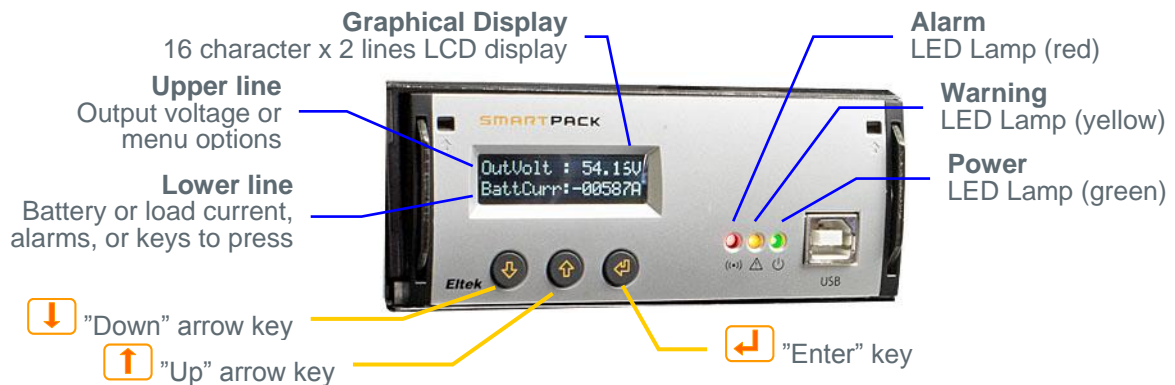 Graphical Display
16 character x 2 lines LCD display
Upper line
Output voltage or
menu options
Lower line
Battery or load current,
alarms, or keys to press
Alarm
LED Lamp (red)
Warning
LED Lamp (yellow)
Power
LED Lamp (green)
SMARTPACK
OutVolt : 54.15V
BattCurr:-00587A
Eltek
USB
”Down” arrow key
”Up” arrow key
”Enter” key